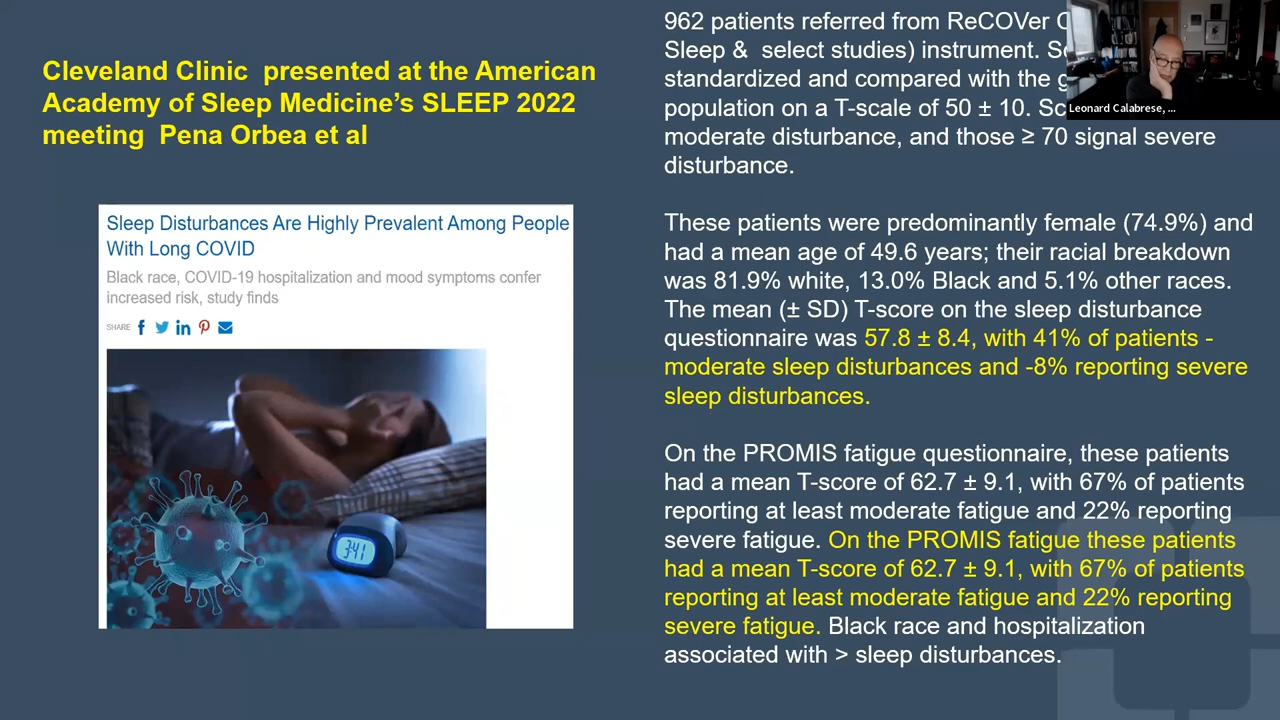 Cleveland Clinic presented at the American
Academy of Sleep Medicine’s SLEEP 2022
meeting Pena Orbea et al
Sleep Disturbances Are Highly Prevalent Among People
With Long COVID
Black race, COVID-19 hospitalization and mood symptoms confer
increased risk, study finds
SHARE
3:41
962 patients referred from ReCOVer
Sleep & select studies) instrument.
standardized and compared with the
population on a T-scale of 50 ± 10.
moderate disturbance, and those ≥ 70 signal severe
disturbance.
These patients were predominantly female (74.9%) and
had a mean age of 49.6 years; their racial breakdown
was 81.9% white, 13.0% Black and 5.1% other races.
The mean (± SD) T-score on the sleep disturbance
questionnaire was 57.8 ± 8.4, with 41% of patients -
moderate sleep disturbances and -8% reporting severe
sleep disturbances.
On the PROMIS fatigue questionnaire, these patients
had a mean T-score of 62.7 ± 9.1, with 67% of patients
reporting at least moderate fatigue and 22% reporting
severe fatigue. On the PROMIS fatigue these patients
had a mean T-score of 62.7 ± 9.1, with 67% of patients
reporting at least moderate fatigue and 22% reporting
severe fatigue. Black race and hospitalization
associated with > sleep disturbances.
Leonard Calabrese, ...